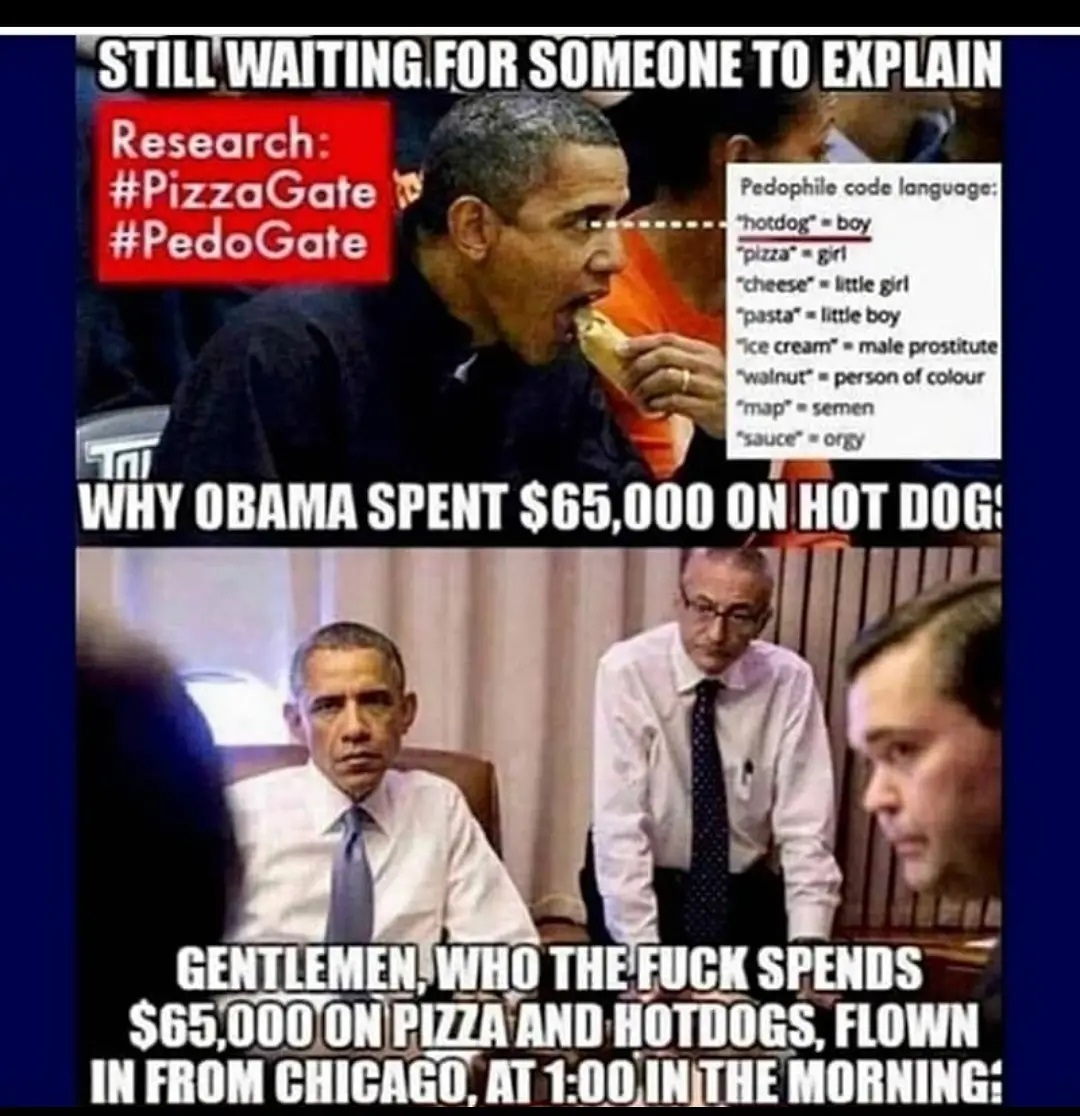 STILL WAITING FOR SOMEONE TO EXPLAIN
Research:
#PizzaGate
#PedoGate
Pedophile code language:
"hotdog" = boy
"pizza" = girl
"cheese" = little girl
"pasta" = little boy
"ice cream" = male prostitute
"walnut" = person of colour
"map" = semen
"sauce" = orgy
WHY OBAMA SPENT $65,000 ON HOT DOGS
GENTLEMEN, WHO THE FUCK SPENDS
$65,000 ON PIZZA AND HOTDOGS, FLOWN
IN FROM CHICAGO, AT 1:00 IN THE MORNING?